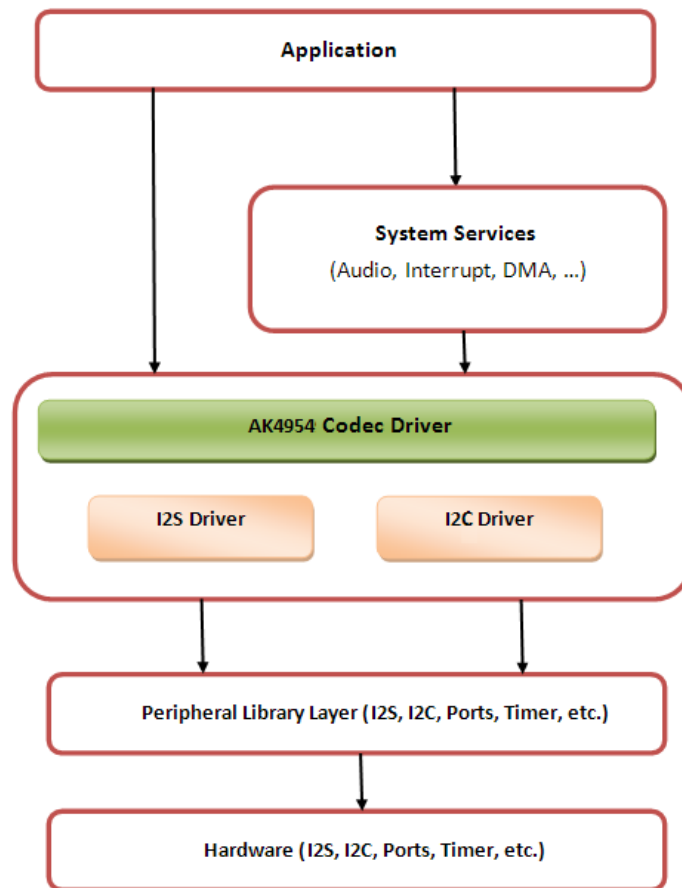 Application
System Services
(Audio, Interrupt, DMA, ...)
AK4954 Codec Driver
I2S Driver
I2C Driver
Peripheral Library Layer (I2S, I2C, Ports, Timer, etc.)
Hardware (I2S, I2C, Ports, Timer, etc.)